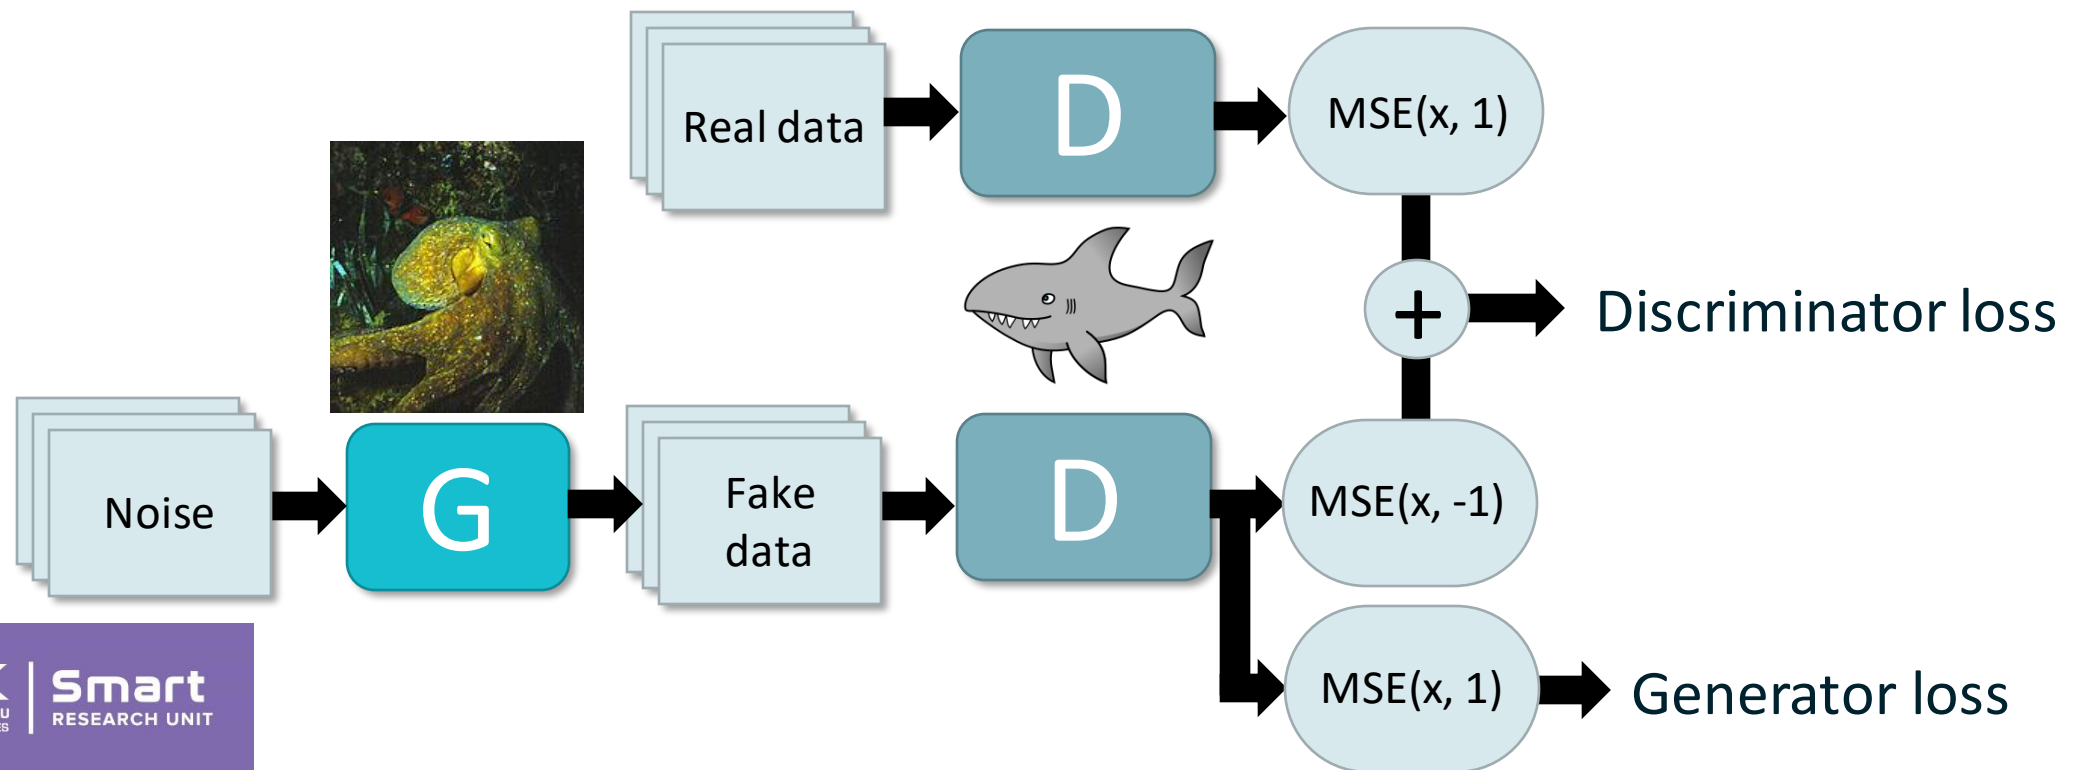 Real data
D
MSE(x, 1)
+
Discriminator loss
Noise
G
Fake
data
D
MSE(x, -1)
MSE(x, 1)
Generator loss
Smart
RESEARCH UNIT